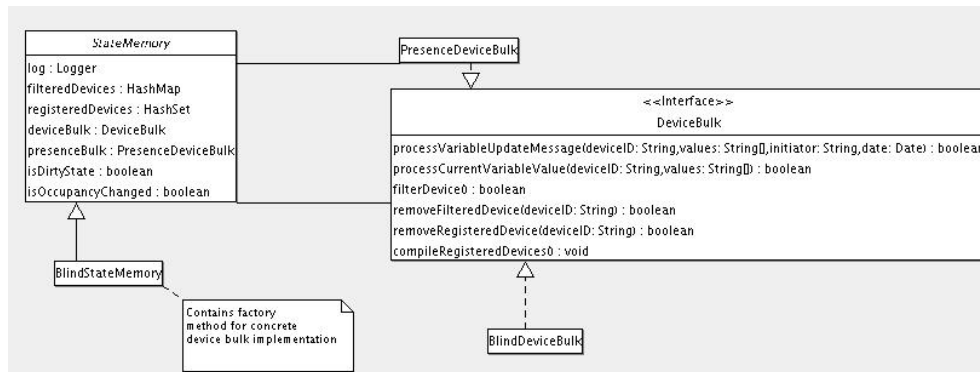 StateMemory
log : Logger
filteredDevices : HashMap
registeredDevices : HashSet
deviceBulk : DeviceBulk
presenceBulk : PresenceDeviceBulk
isDirtyState : boolean
isOccupancyChanged : boolean
PresenceDeviceBulk
<<Interface>>
DeviceBulk
processVariableUpdateMessage(deviceID: String,values: String[],initiator: String,date: Date) : boolean
processCurrentVariableValue(deviceID: String,values: String[]) : boolean
filterDevice() : boolean
removeFilteredDevice(deviceID: String) : boolean
removeRegisteredDevice(deviceID: String) : boolean
compileRegisteredDevices() : void
BlindStateMemory
Contains factory
method for concrete
device bulk implementation
BlindDeviceBulk